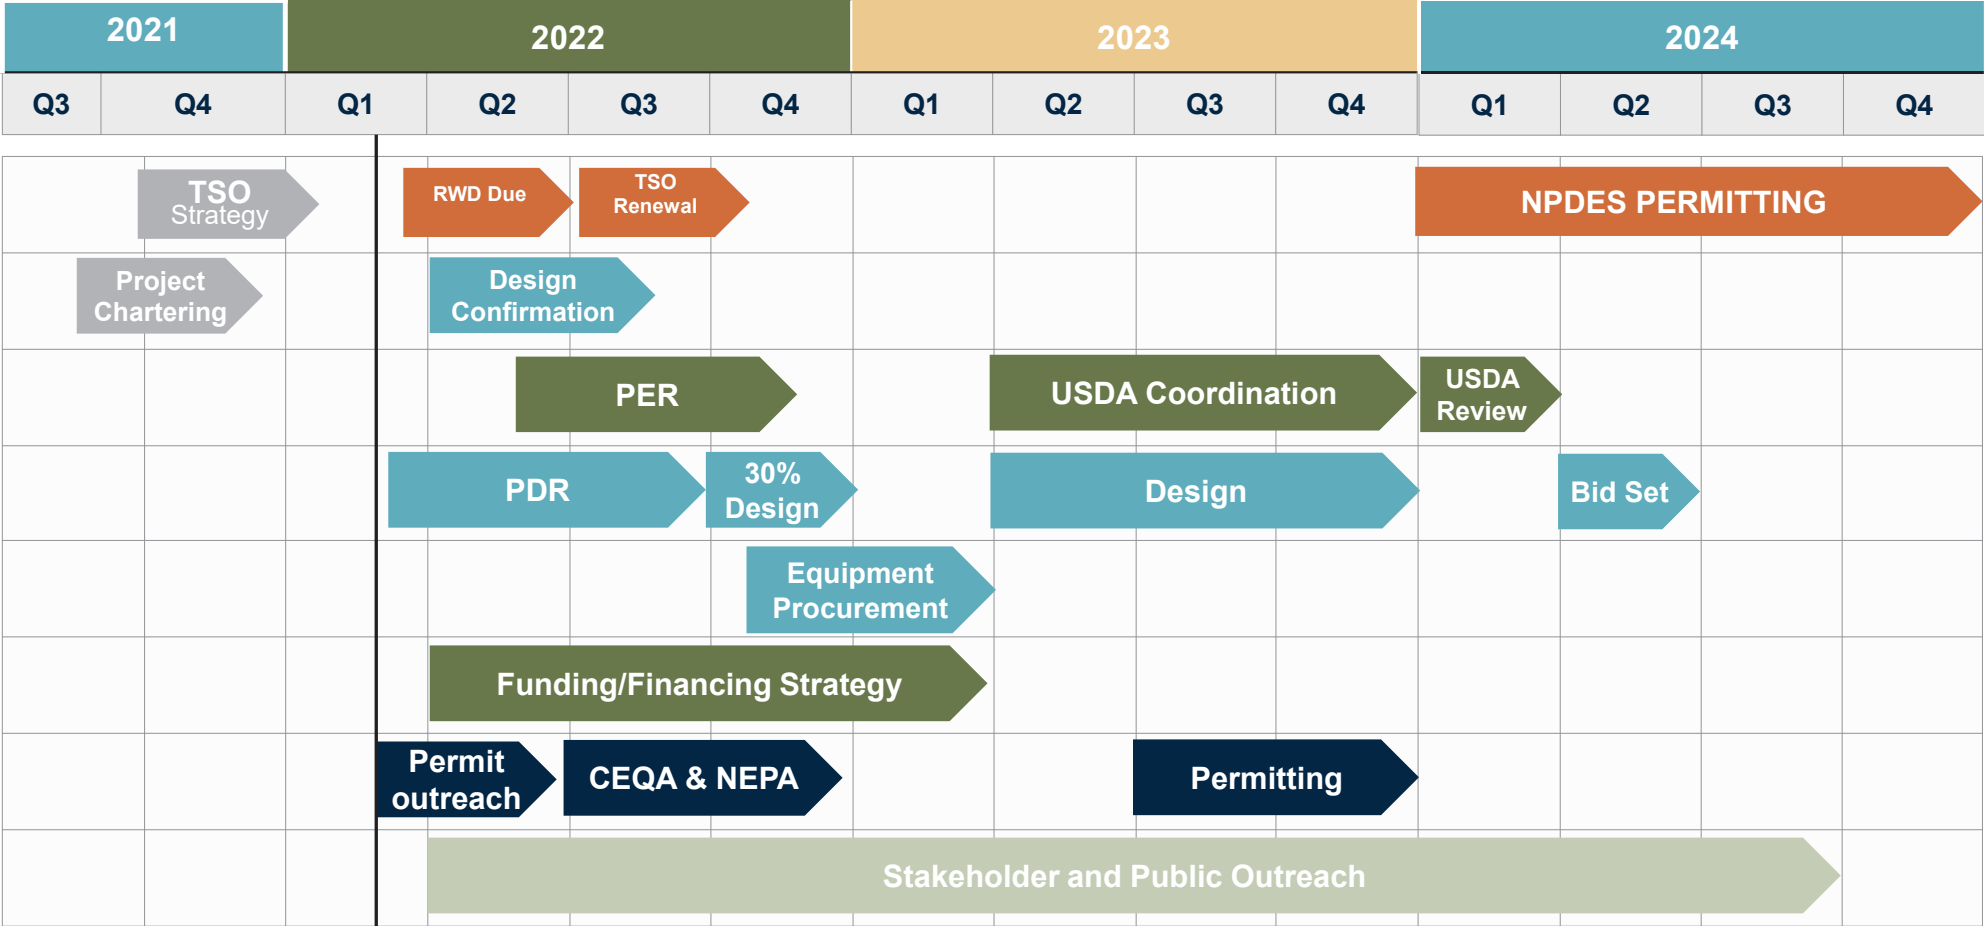 2021
2022
2023
2024
Q3
Q4
Q1
Q2
Q3
Q4
Q1
Q2
Q3
Q4
Q1
Q2
Q3
Q4
TSO
Strategy
RWD Due
TSO
Renewal
NPDES PERMITTING
Project
Chartering
Design
Confirmation
PER
USDA Coordination
USDA
Review
PDR
30%
Design
Design
Bid Set
Equipment
Procurement
Funding/Financing Strategy
Permit
outreach
CEQA & NEPA
Permitting
Stakeholder and Public Outreach